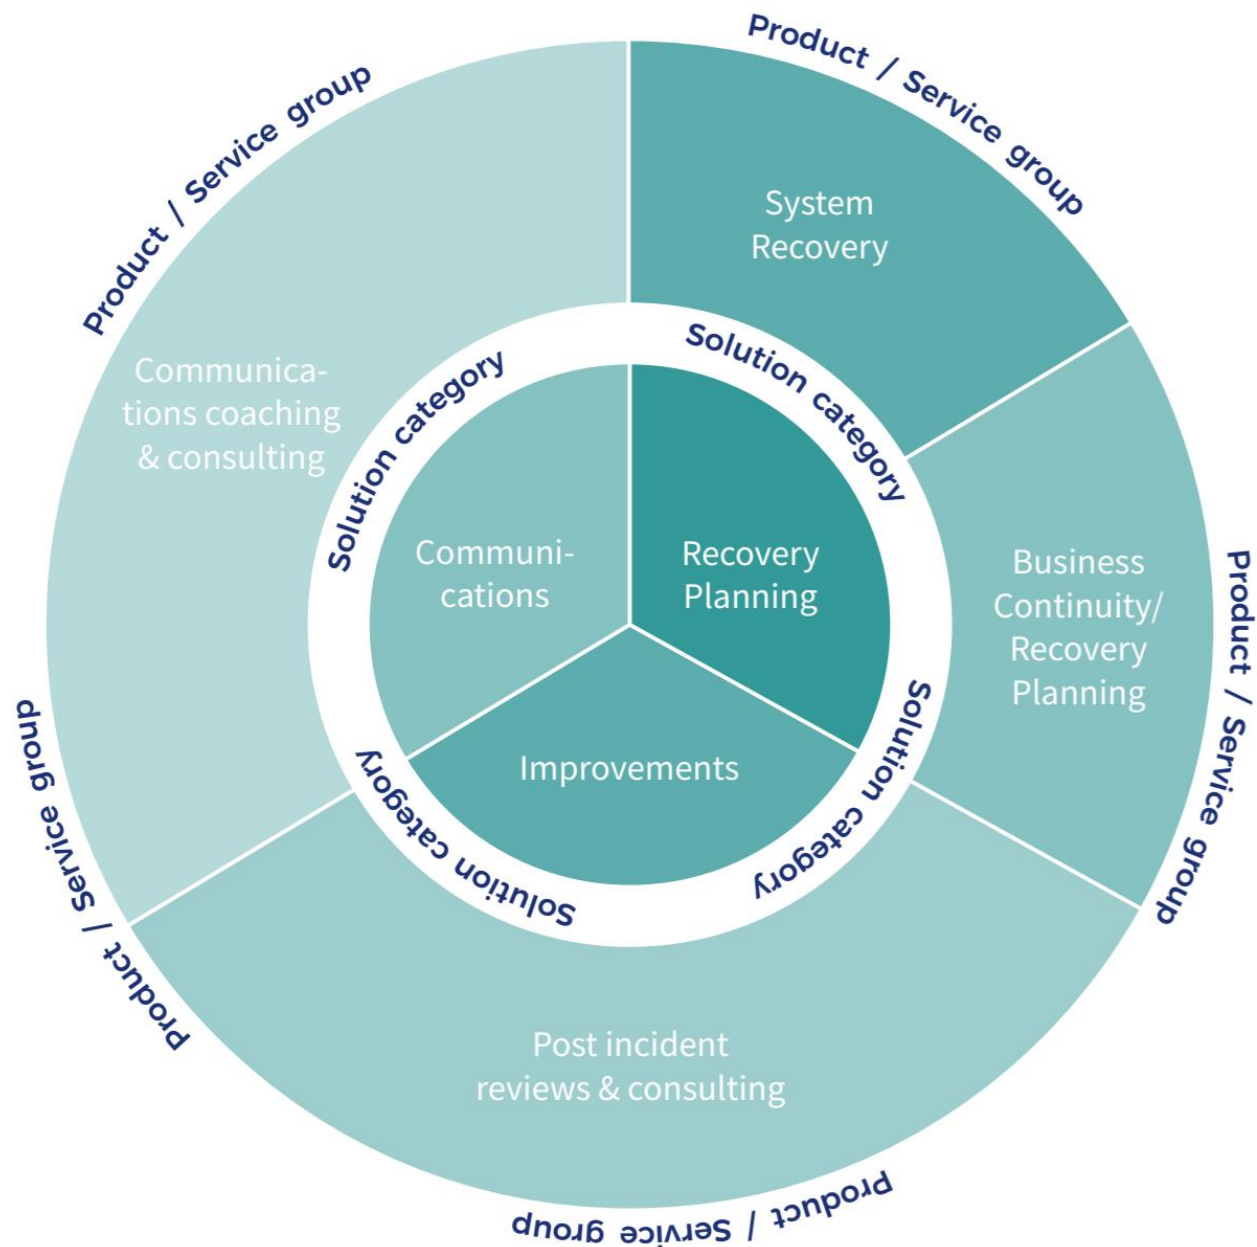 Product / Service group
Product / Service group
System
Recovery
Solution category
Solution category
Communica-
tions coaching
& consulting
Communi-
cations
Recovery
Planning
Business
Continuity/
Recovery
Planning
Product / Service group
Improvements
Solution category
Solution category
Product / Service group
Post incident
reviews & consulting
Product / Service group